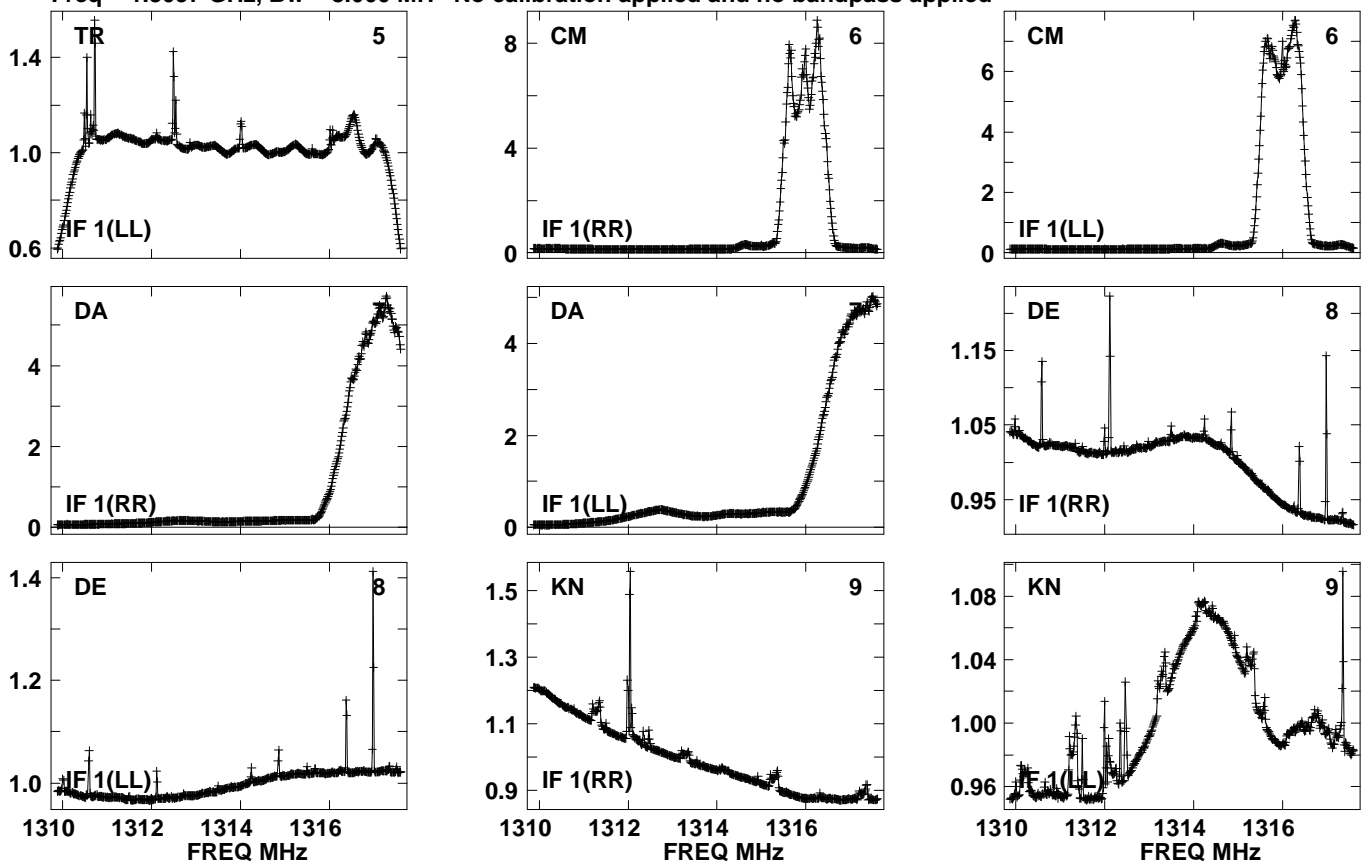 No calibration applied and no bandpass applied
TR 5
1.4
1.0
0.6
IF 1(LL)
CM 6
8
4
0
IF 1(RR)
CM 6
6
4
2
0
IF 1(LL)
DA
4
2
0
IF 1(RR)
DA
4
2
0
IF 1(LL)
DE 8
1.15
1.05
0.95
IF 1(RR)
DE 8
1.4
1.2
1.0
IF 1(LL)
1310 1312 1314 1316
FREQ MHz
KN 9
1.5
1.3
1.1
0.9
IF 1(RR)
1310 1312 1314 1316
FREQ MHz
KN 9
1.08
1.04
1.00
0.96
IF 1(LL)
1310 1312 1314 1316
FREQ MHz